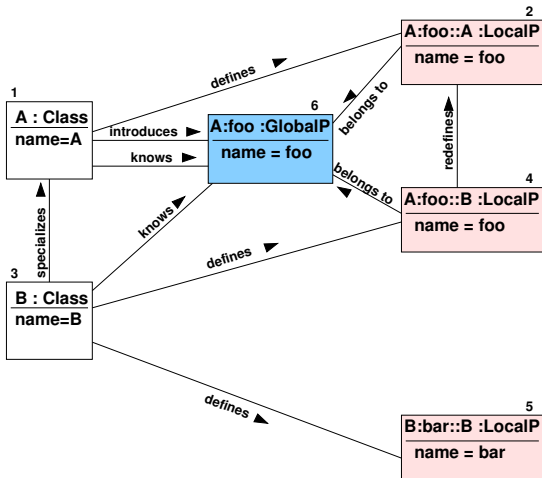 2
A:foo::A :LocalP
name = foo
defines
1
A : Class
name=A
6
A:foo :GlobalP
name = foo
introduces
knows
belongs to
redefines
belongs to
4
A:foo::B :LocalP
name = foo
specializes
knows
defines
3
B : Class
name=B
defines
5
B:bar::B :LocalP
name = bar